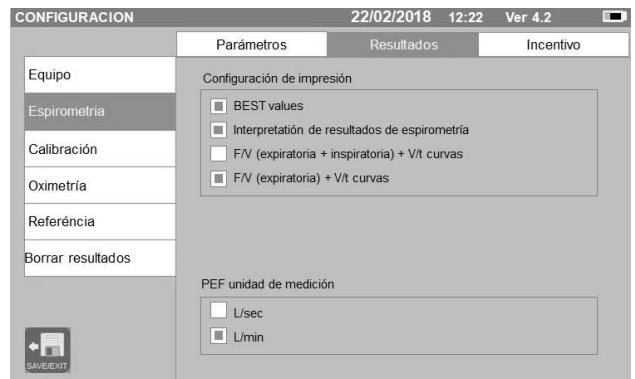 CONFIGURACION 22/02/2018 12:22 Ver 4.2
Parámetros Resultados Incentivo
Equipo
Espirometria
Calibración
Oximetría
Referéncia
Borrar resultados
Configuración de impresión
BEST values
Interpretatión de resultados de espirometría
F/V (expiratoria + inspiratoria) + V/t curvas
F/V (expiratoria) + V/t curvas
PEF unidad de medición
L/sec
L/min
SAVE/EXIT